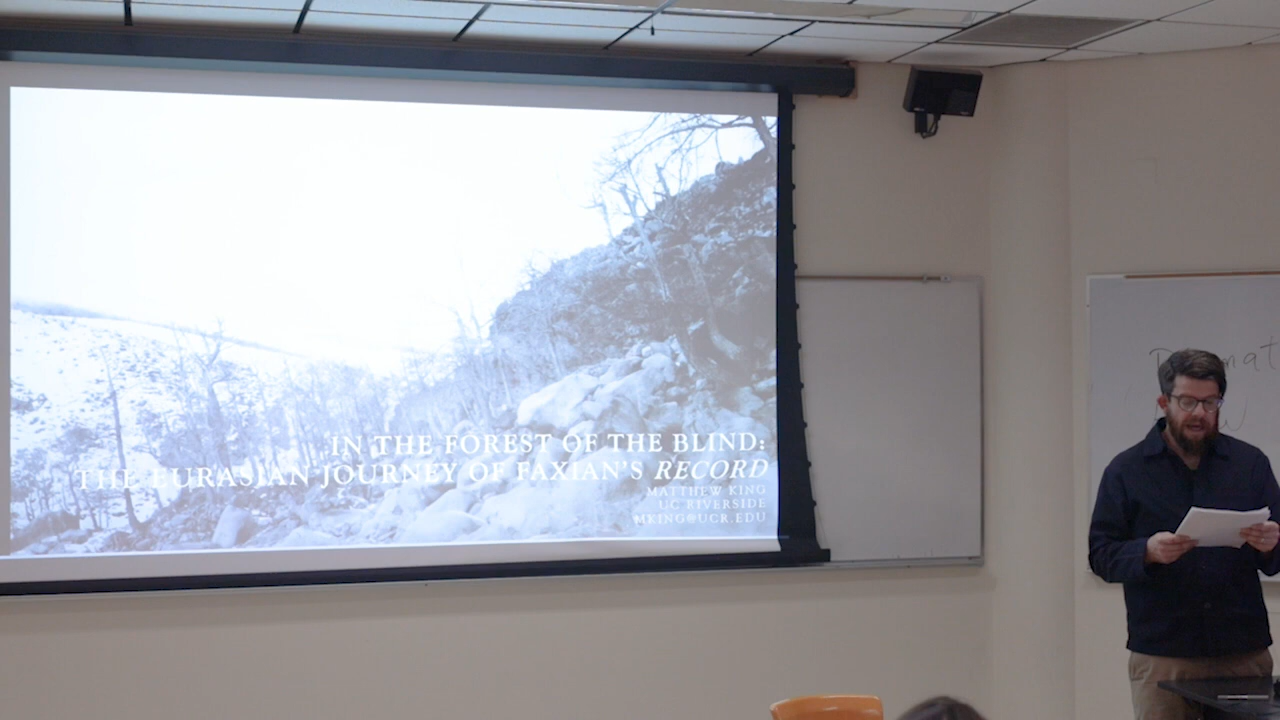 IN THE FOREST OF THE BLIND:
THE EURASIAN JOURNEY OF FAXIAN'S RECORD
MATTHEW KING
UC RIVERSIDE
MKING@UCR.EDU